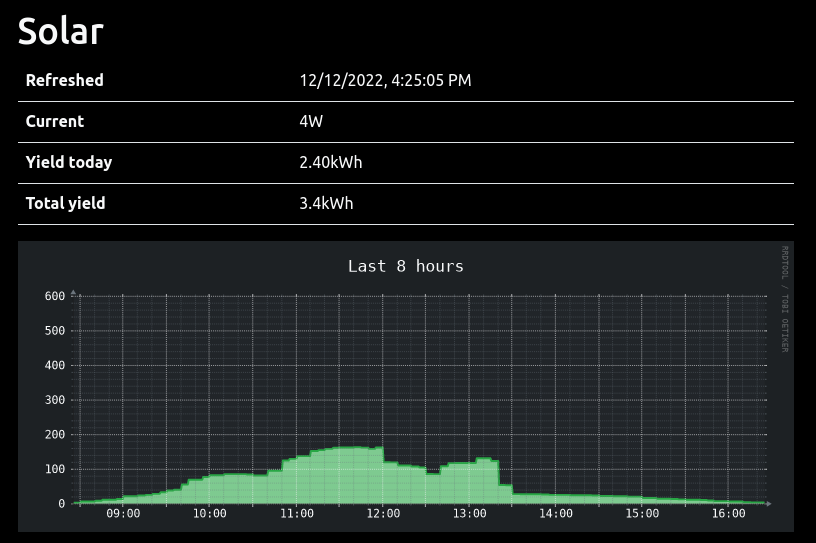 Solar
Refreshed 12/12/2022, 4:25:05 PM
Current 4W
Yield today 2.40kWh
Total yield 3.4kWh
Last 8 hours
RRDTOOL / TOBI OETIKER
600
500
400
300
200
100
0
09:00 10:00 11:00 12:00 13:00 14:00 15:00 16:00